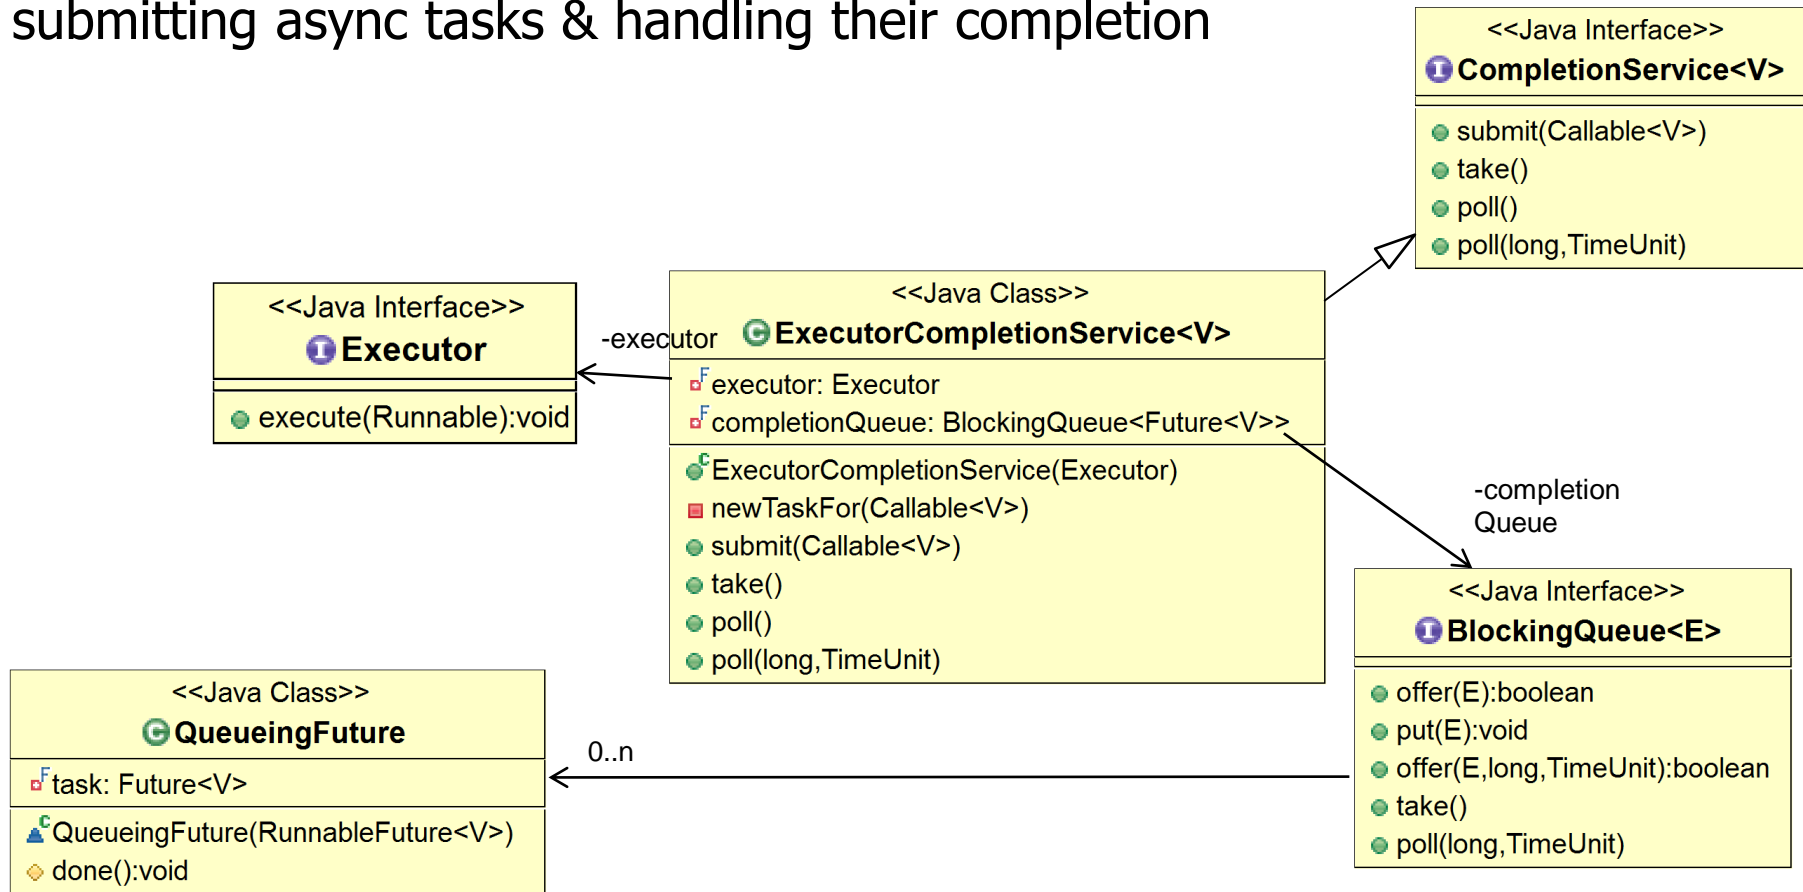 submitting async tasks & handling their completion
<<Java Interface>>
CompletionService<V>
submit(Callable<V>)
take()
poll()
poll(long,TimeUnit)
<<Java Interface>>
Executor
execute(Runnable):void
-executor
<<Java Class>>
ExecutorCompletionService<V>
executor: Executor
completionQueue: BlockingQueue<Future<V>>
ExecutorCompletionService(Executor)
newTaskFor(Callable<V>)
submit(Callable<V>)
take()
poll()
poll(long,TimeUnit)
-completion
Queue
<<Java Interface>>
BlockingQueue<E>
offer(E):boolean
put(E):void
offer(E,long,TimeUnit):boolean
take()
poll(long,TimeUnit)
<<Java Class>>
QueueingFuture
task: Future<V>
QueueingFuture(RunnableFuture<V>)
done():void
0..n